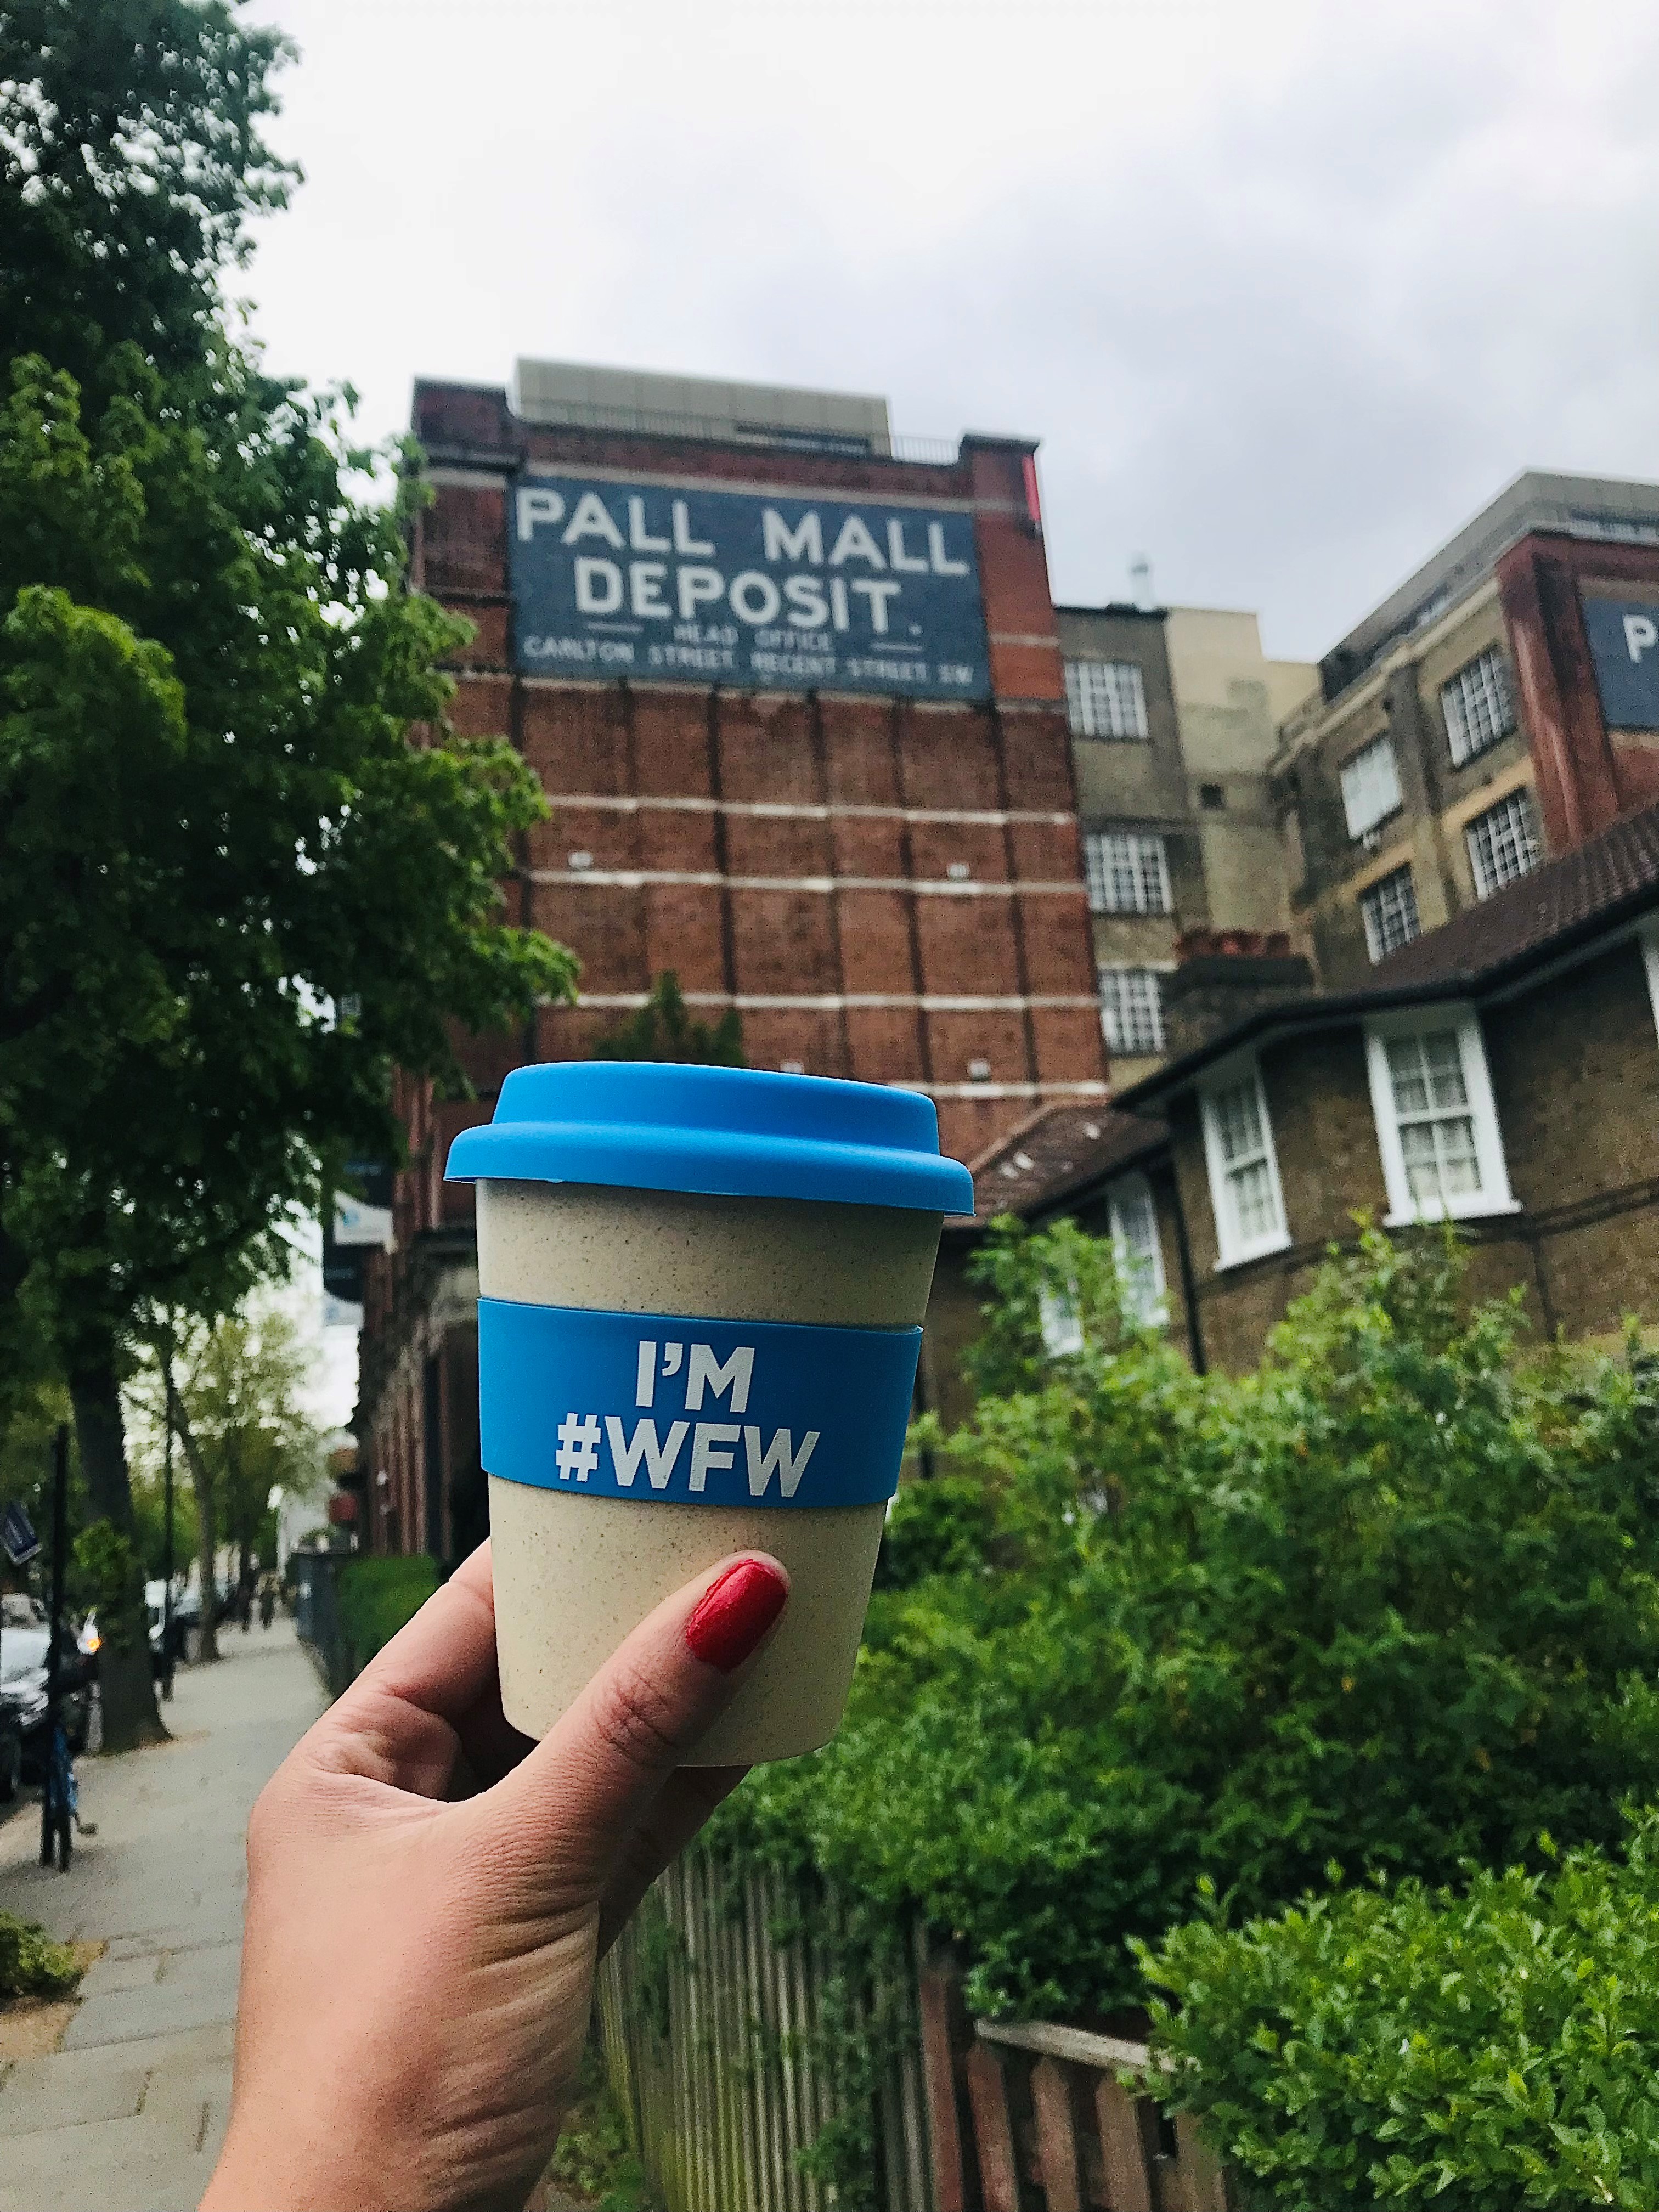 PALL MALL
DEPOSIT.
HEAD OFFICE
CARLTON STREET. REGENT STREET SW
P
I'M
#WFW